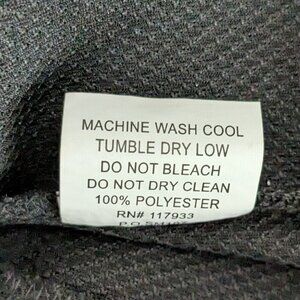 MACHINE WASH COOL
TUMBLE DRY LOW
DO NOT BLEACH
DO NOT DRY CLEAN
100% POLYESTER
RN# 117933
P.O.